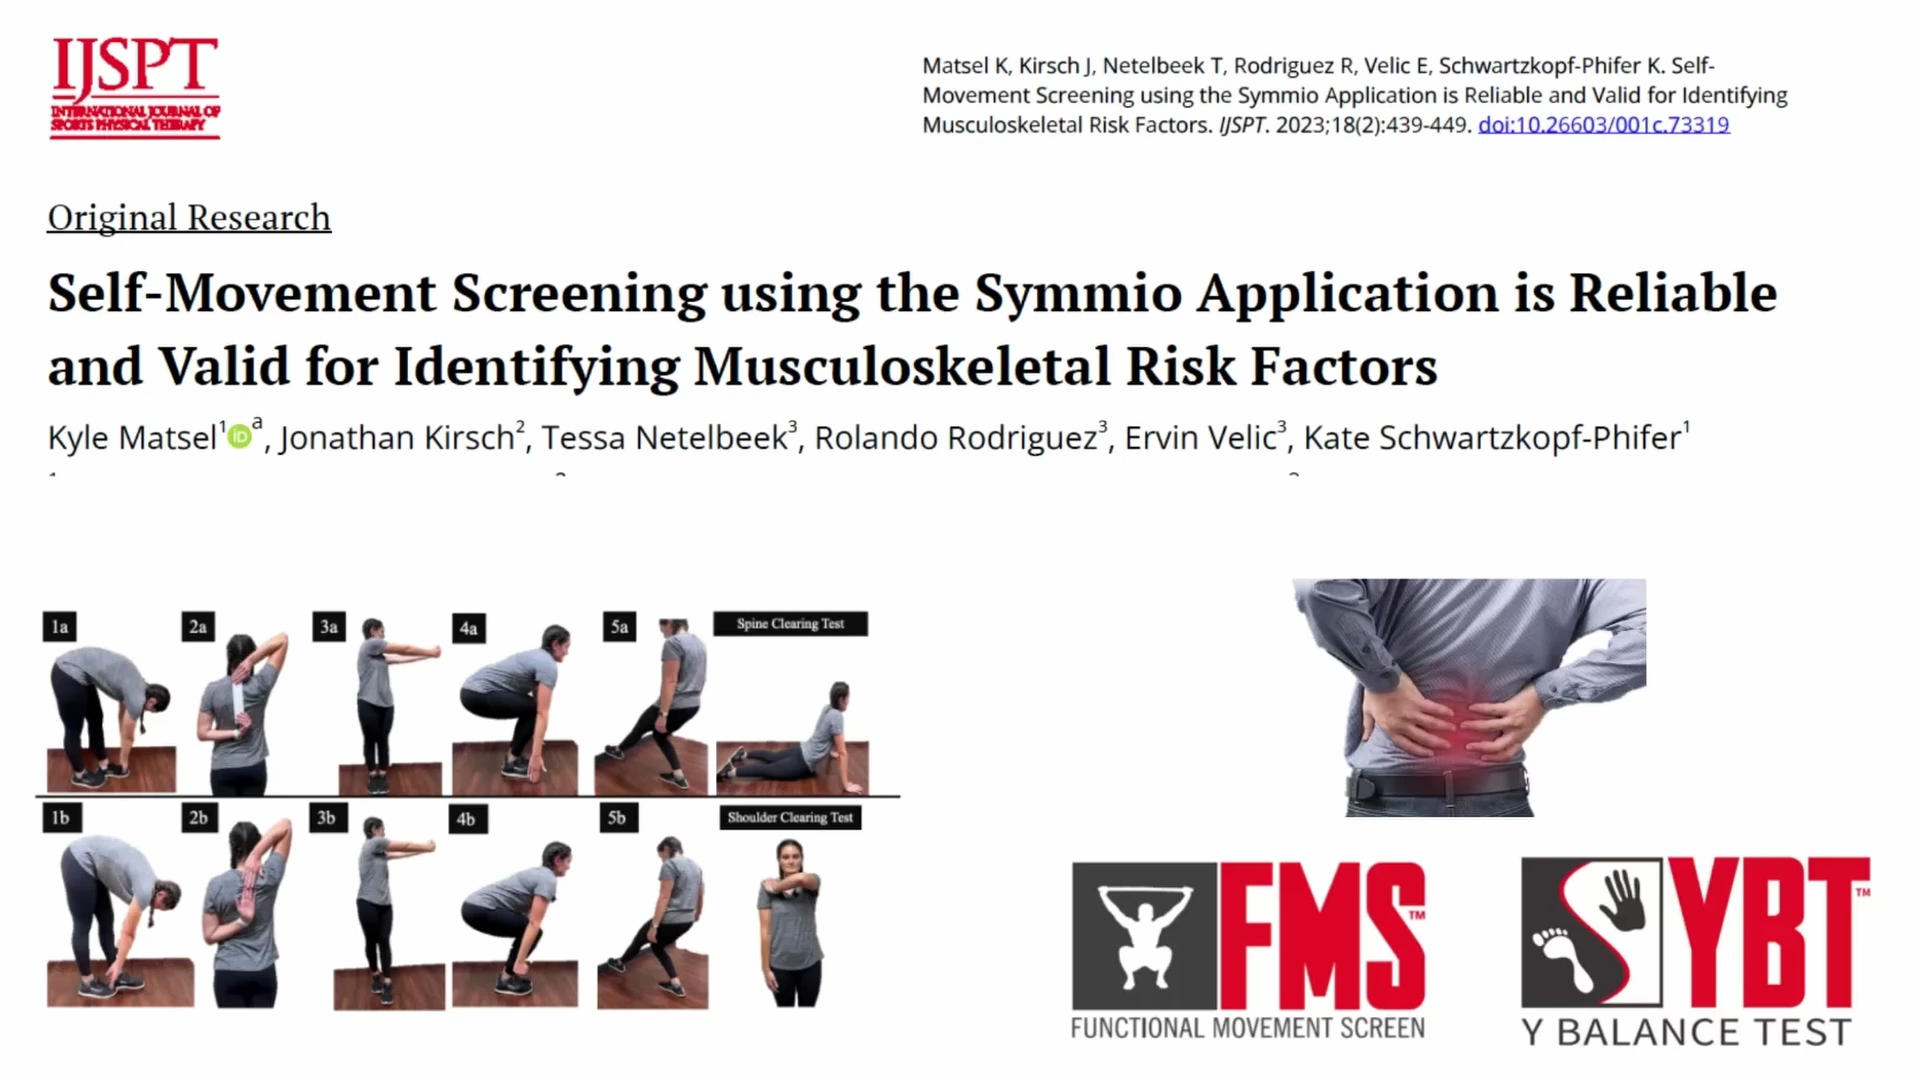 IJSPT
INTERNATIONAL JOURNAL OF
SPORTS PHYSICAL THERAPY
Matsel K, Kirsch J, Netelbeek T, Rodriguez R, Velic E, Schwartzkopf-Phifer K. Self-
Movement Screening using the Symmio Application is Reliable and Valid for Identifying
Musculoskeletal Risk Factors. IJSPT. 2023;18(2):439-449. doi:10.26603/001c.73319
Original Research
Self-Movement Screening using the Symmio Application is Reliable
and Valid for Identifying Musculoskeletal Risk Factors
Kyle Matsel1 iD a, Jonathan Kirsch2, Tessa Netelbeek3, Rolando Rodriguez3, Ervin Velic3, Kate Schwartzkopf-Phifer1
1a 2a 3a 4a 5a Spine Clearing Test
1b 2b 3b 4b 5b Shoulder Clearing Test
FMS™
FUNCTIONAL MOVEMENT SCREEN
YBT™
Y BALANCE TEST